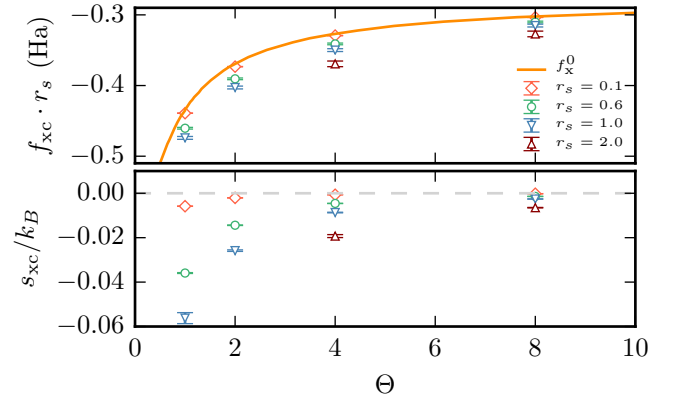 −0.3
−0.4
−0.5
f_xc · r_s (Ha)
f_x^0
r_s = 0.1
r_s = 0.6
r_s = 1.0
r_s = 2.0
0.00
−0.02
−0.04
−0.06
s_xc/k_B
0 2 4 6 8 10
Θ